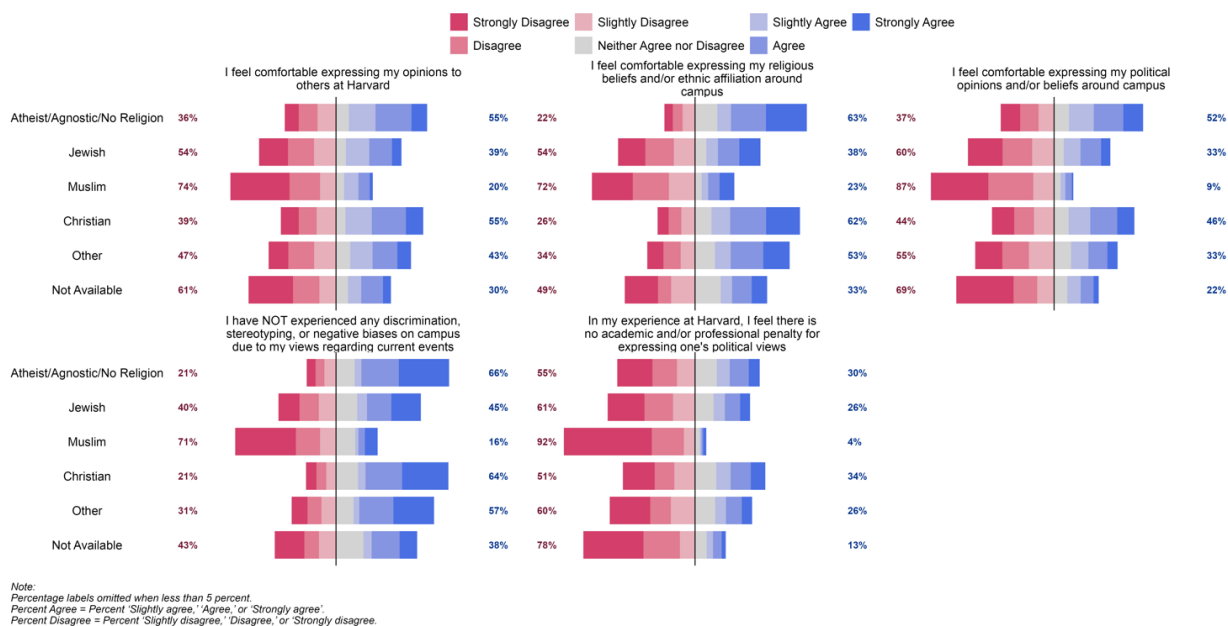 Strongly Disagree Slightly Disagree Slightly Agree Strongly Agree
Disagree Neither Agree nor Disagree Agree
I feel comfortable expressing my opinions to
others at Harvard
Atheist/Agnostic/No Religion 36% 55%
Jewish 54% 39%
Muslim 74% 20%
Christian 39% 55%
Other 47% 43%
Not Available 61% 30%
I feel comfortable expressing my religious
beliefs and/or ethnic affiliation around
campus
22% 63%
54% 38%
72% 23%
26% 62%
34% 53%
49% 33%
I feel comfortable expressing my political
opinions and/or beliefs around campus
37% 52%
60% 33%
87% 9%
44% 46%
55% 33%
69% 22%
I have NOT experienced any discrimination,
stereotyping, or negative biases on campus
due to my views regarding current events
Atheist/Agnostic/No Religion 21% 66%
Jewish 40% 45%
Muslim 71% 16%
Christian 21% 64%
Other 31% 57%
Not Available 43% 38%
In my experience at Harvard, I feel there is
no academic and/or professional penalty for
expressing one's political views
55% 30%
61% 26%
92% 4%
51% 34%
60% 26%
78% 13%
Note:
Percentage labels omitted when less than 5 percent.
Percent Agree = Percent 'Slightly agree,' 'Agree,' or 'Strongly agree'.
Percent Disagree = Percent 'Slightly disagree,' 'Disagree,' or 'Strongly disagree.